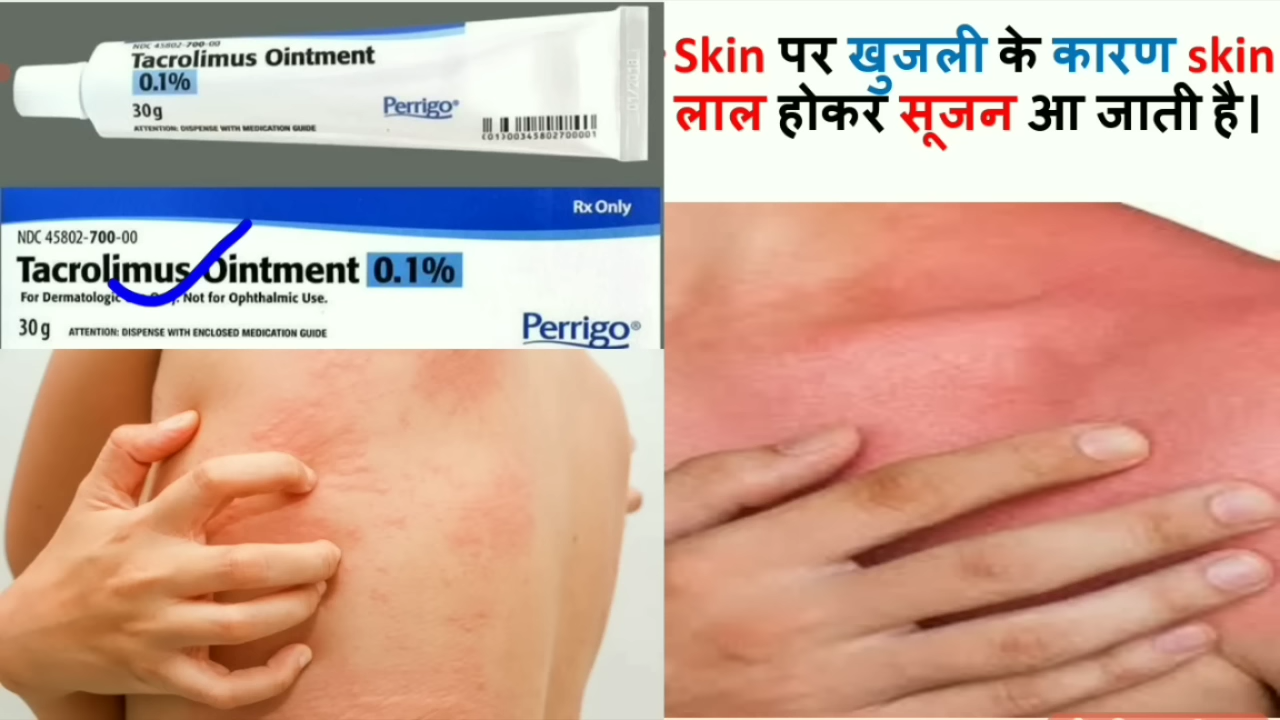 NDC 45802-700-00
Tacrolimus Ointment
0.1%
30g
Perrigo®
ATTENTION: DISPENSE WITH MEDICATION GUIDE
Rx Only
NDC 45802-700-00
Tacrolimus Ointment 0.1%
For Dermatologic Not for Ophthalmic Use.
30g ATTENTION: DISPENSE WITH ENCLOSED MEDICATION GUIDE
Perrigo®
Skin पर खुजली के कारण skin
लाल होकर सूजन आ जाती है।